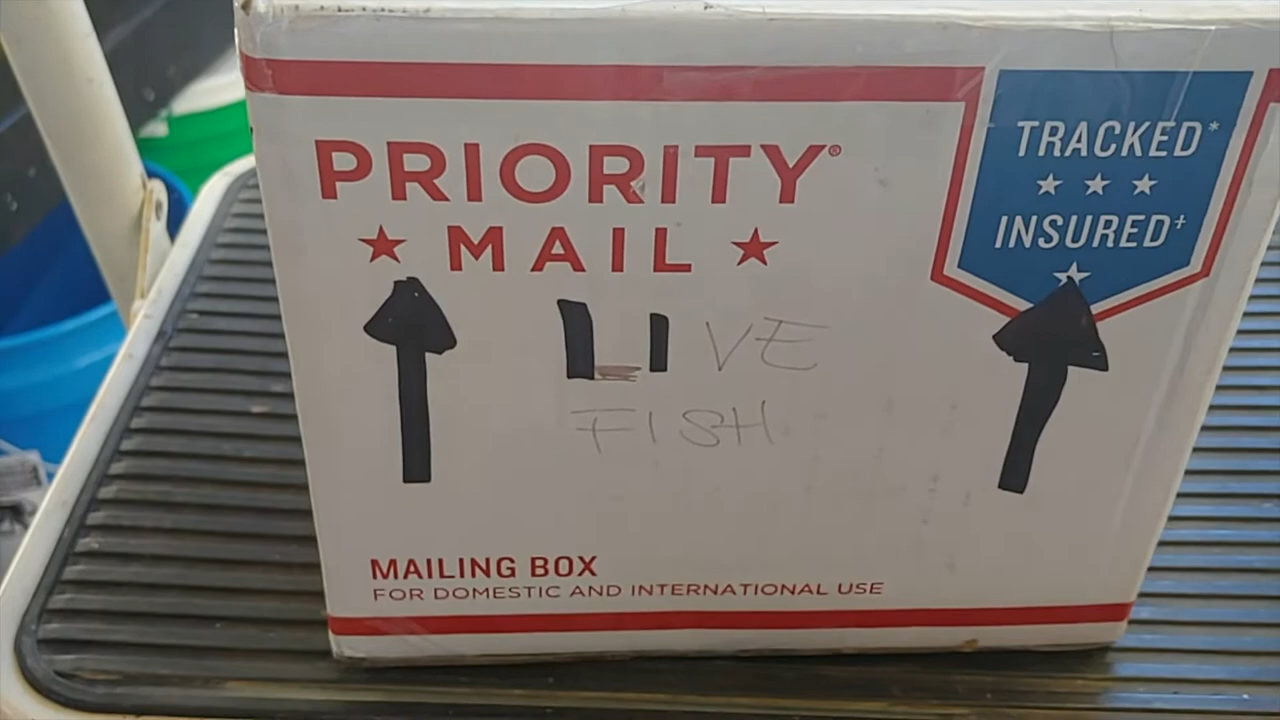 PRIORITY®
★ MAIL ★
TRACKED*
★ ★ ★
INSURED‡
★
LIVE
FISH
MAILING BOX
FOR DOMESTIC AND INTERNATIONAL USE